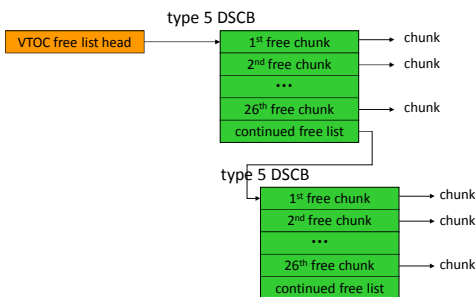 type 5 DSCB
VTOC free list head
1st free chunk
chunk
2nd free chunk
chunk
...
26th free chunk
chunk
continued free list
type 5 DSCB
1st free chunk
chunk
2nd free chunk
chunk
...
26th free chunk
chunk
continued free list